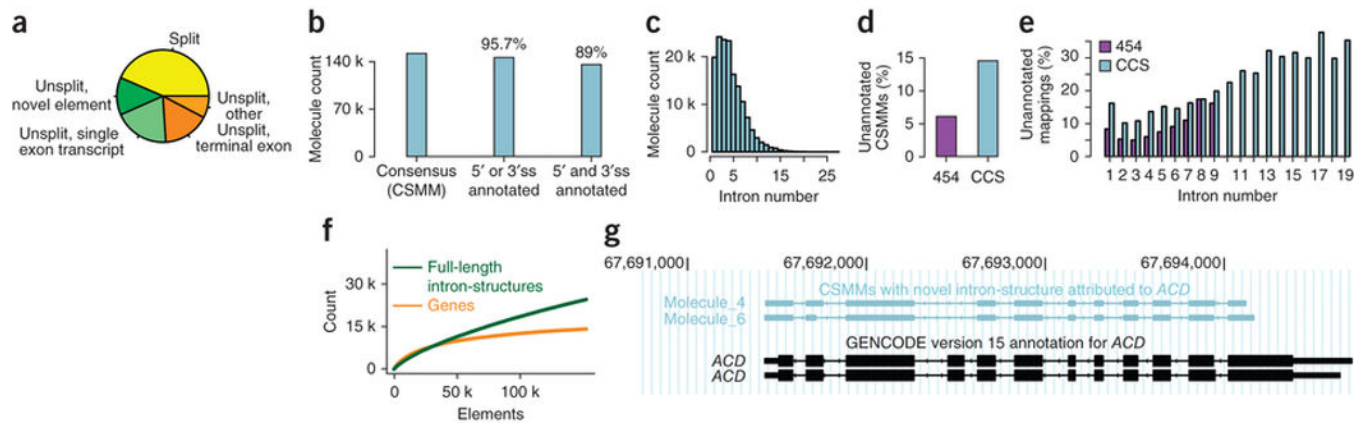 a
Split
Unsplit,
novel element
Unsplit, single
exon transcript
Unsplit,
other
Unsplit,
terminal exon
b
Molecule count
140 k
70 k
0
95.7%
89%
Consensus
(CSMM)
5′ or 3′ss
annotated
5′ and 3′ss
annotated
c
Molecule count
20 k
10 k
0
0 5 15 25
Intron number
d
Unannotated
CSMMs (%)
15
10
5
0
454 CCS
e
454
CCS
Unannotated
mappings (%)
30
20
10
0
1 2 3 4 5 6 7 8 9 11 13 15 17 19
Intron number
f
Full-length
intron-structures
Genes
Count
30 k
15 k
0
0 50 k 100 k
Elements
g
67,691,000 67,692,000 67,693,000 67,694,000
CSMMs with novel intron-structure attributed to ACD
Molecule_4
Molecule_6
GENCODE version 15 annotation for ACD
ACD
ACD